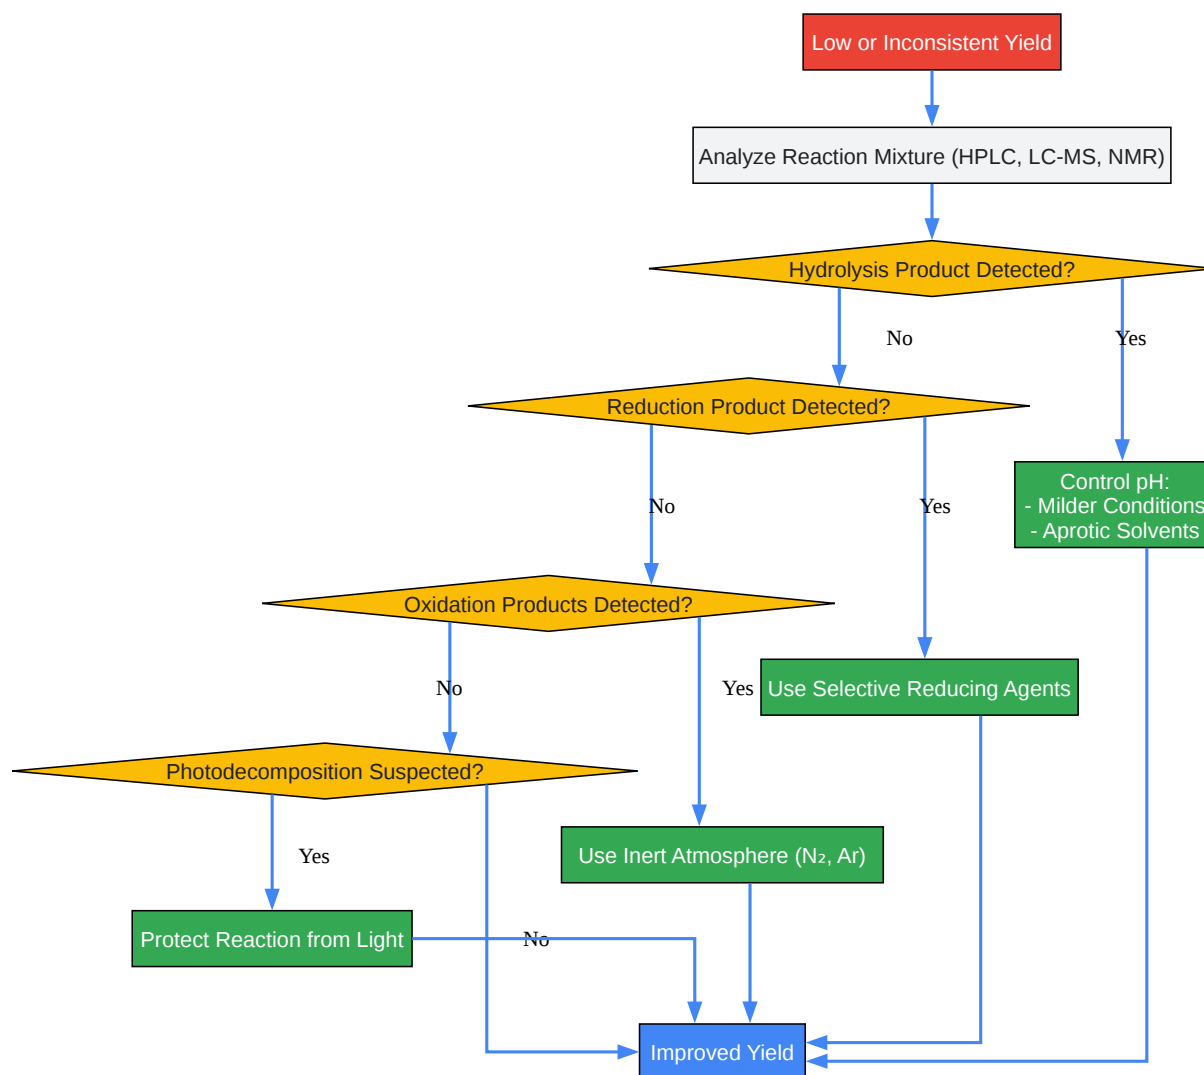 Low or Inconsistent Yield
Analyze Reaction Mixture (HPLC, LC-MS, NMR)
Hydrolysis Product Detected?
No
Yes
Reduction Product Detected?
Control pH:
- Milder Conditions
- Aprotic Solvents
No
Yes
Oxidation Products Detected?
No
Yes
Use Selective Reducing Agents
Photodecomposition Suspected?
Yes
Use Inert Atmosphere (N₂, Ar)
Protect Reaction from Light
No
Improved Yield